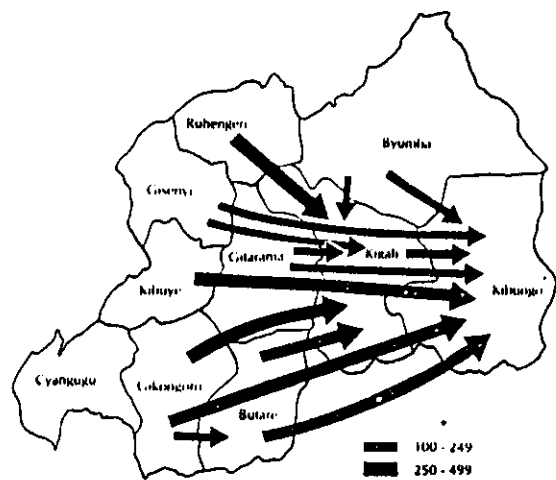 Ruhengeri
Byumba
Gisenyi
Gitarama
Kigali
Kibuye
Kibungo
Cyangugu
Gikongoro
Butare
100 - 249
250 - 499